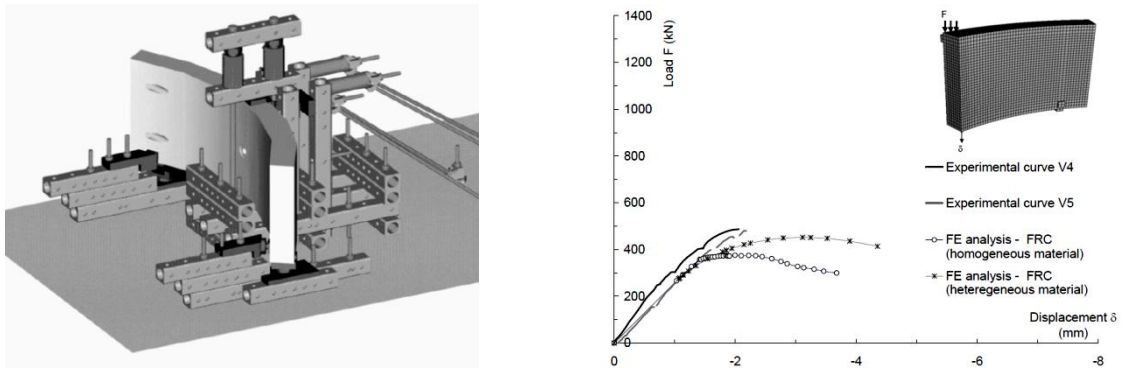 F
δ
Load F (kN)
1400
1200
1000
800
600
400
200
0
0
-2
-4
-6
-8
Displacement δ
(mm)
Experimental curve V4
Experimental curve V5
FE analysis - FRC
(homogeneous material)
FE analysis - FRC
(heteregeneous material)